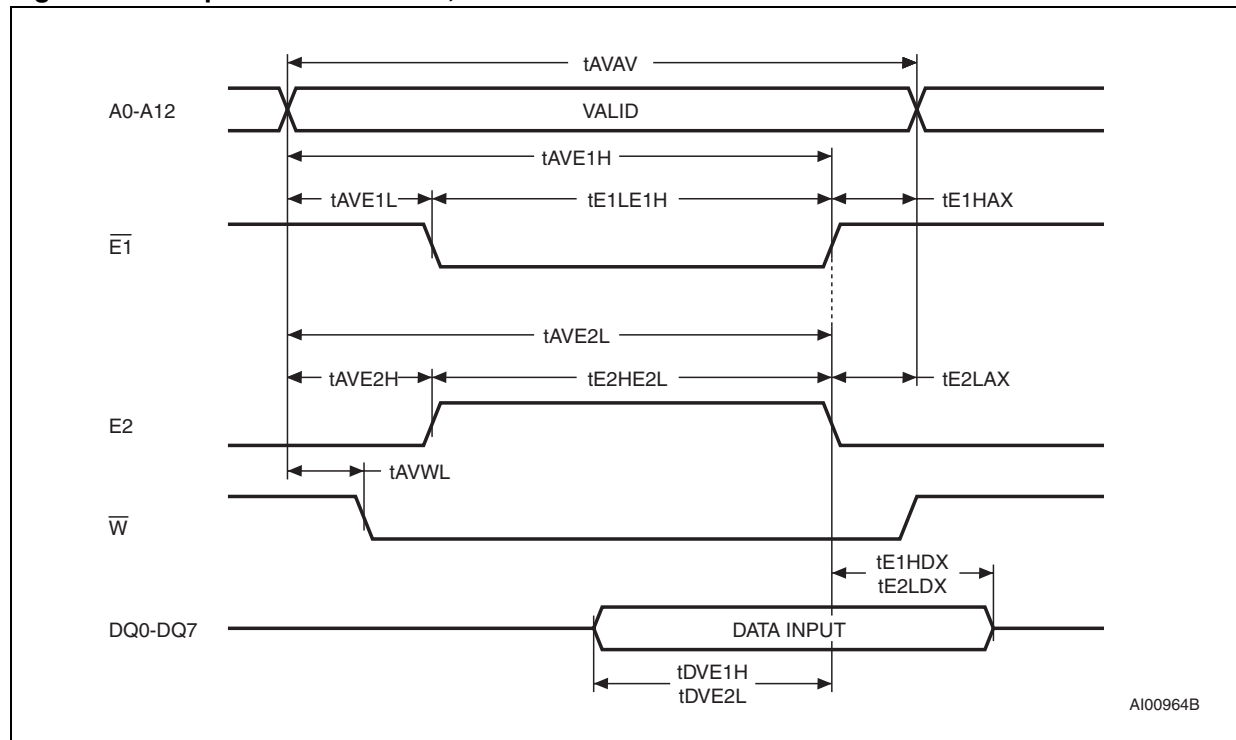 tAVAV
A0-A12 VALID
tAVE1H
tAVE1L tE1LE1H tE1HAX
E1
tAVE2L
tAVE2H tE2HE2L tE2LAX
E2
tAVWL
W
tE1HDX
tE2LDX
DQ0-DQ7 DATA INPUT
tDVE1H
tDVE2L
AI00964B